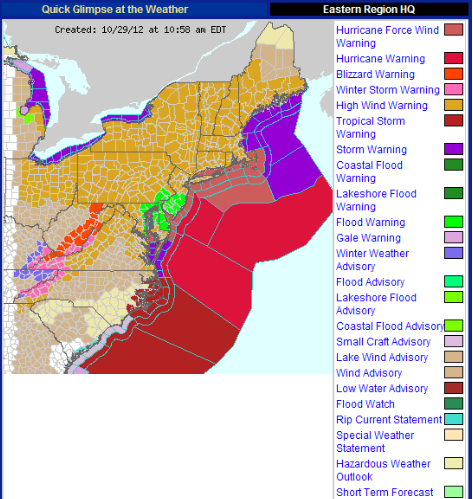 Quick Glimpse at the Weather
Eastern Region HQ
Created: 10/29/12 at 10:58 am EDT
Hurricane Force Wind
Warning
Hurricane Warning
Blizzard Warning
Winter Storm Warning
High Wind Warning
Tropical Storm
Warning
Storm Warning
Coastal Flood
Warning
Lakeshore Flood
Warning
Flood Warning
Gale Warning
Winter Weather
Advisory
Flood Advisory
Lakeshore Flood
Advisory
Coastal Flood Advisory
Small Craft Advisory
Lake Wind Advisory
Wind Advisory
Low Water Advisory
Flood Watch
Rip Current Statement
Special Weather
Statement
Hazardous Weather
Outlook
Short Term Forecast